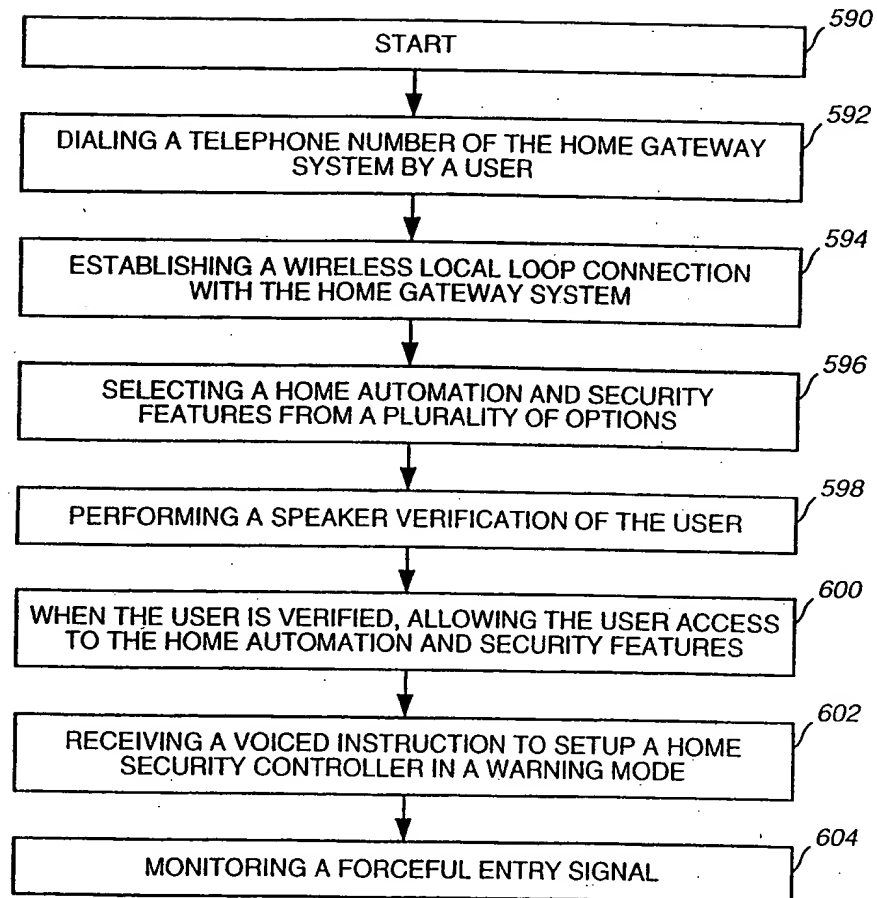 590
START
592
DIALING A TELEPHONE NUMBER OF THE HOME GATEWAY
SYSTEM BY A USER
594
ESTABLISHING A WIRELESS LOCAL LOOP CONNECTION
WITH THE HOME GATEWAY SYSTEM
596
SELECTING A HOME AUTOMATION AND SECURITY
FEATURES FROM A PLURALITY OF OPTIONS
598
PERFORMING A SPEAKER VERIFICATION OF THE USER
600
WHEN THE USER IS VERIFIED, ALLOWING THE USER ACCESS
TO THE HOME AUTOMATION AND SECURITY FEATURES
602
RECEIVING A VOICED INSTRUCTION TO SETUP A HOME
SECURITY CONTROLLER IN A WARNING MODE
604
MONITORING A FORCEFUL ENTRY SIGNAL